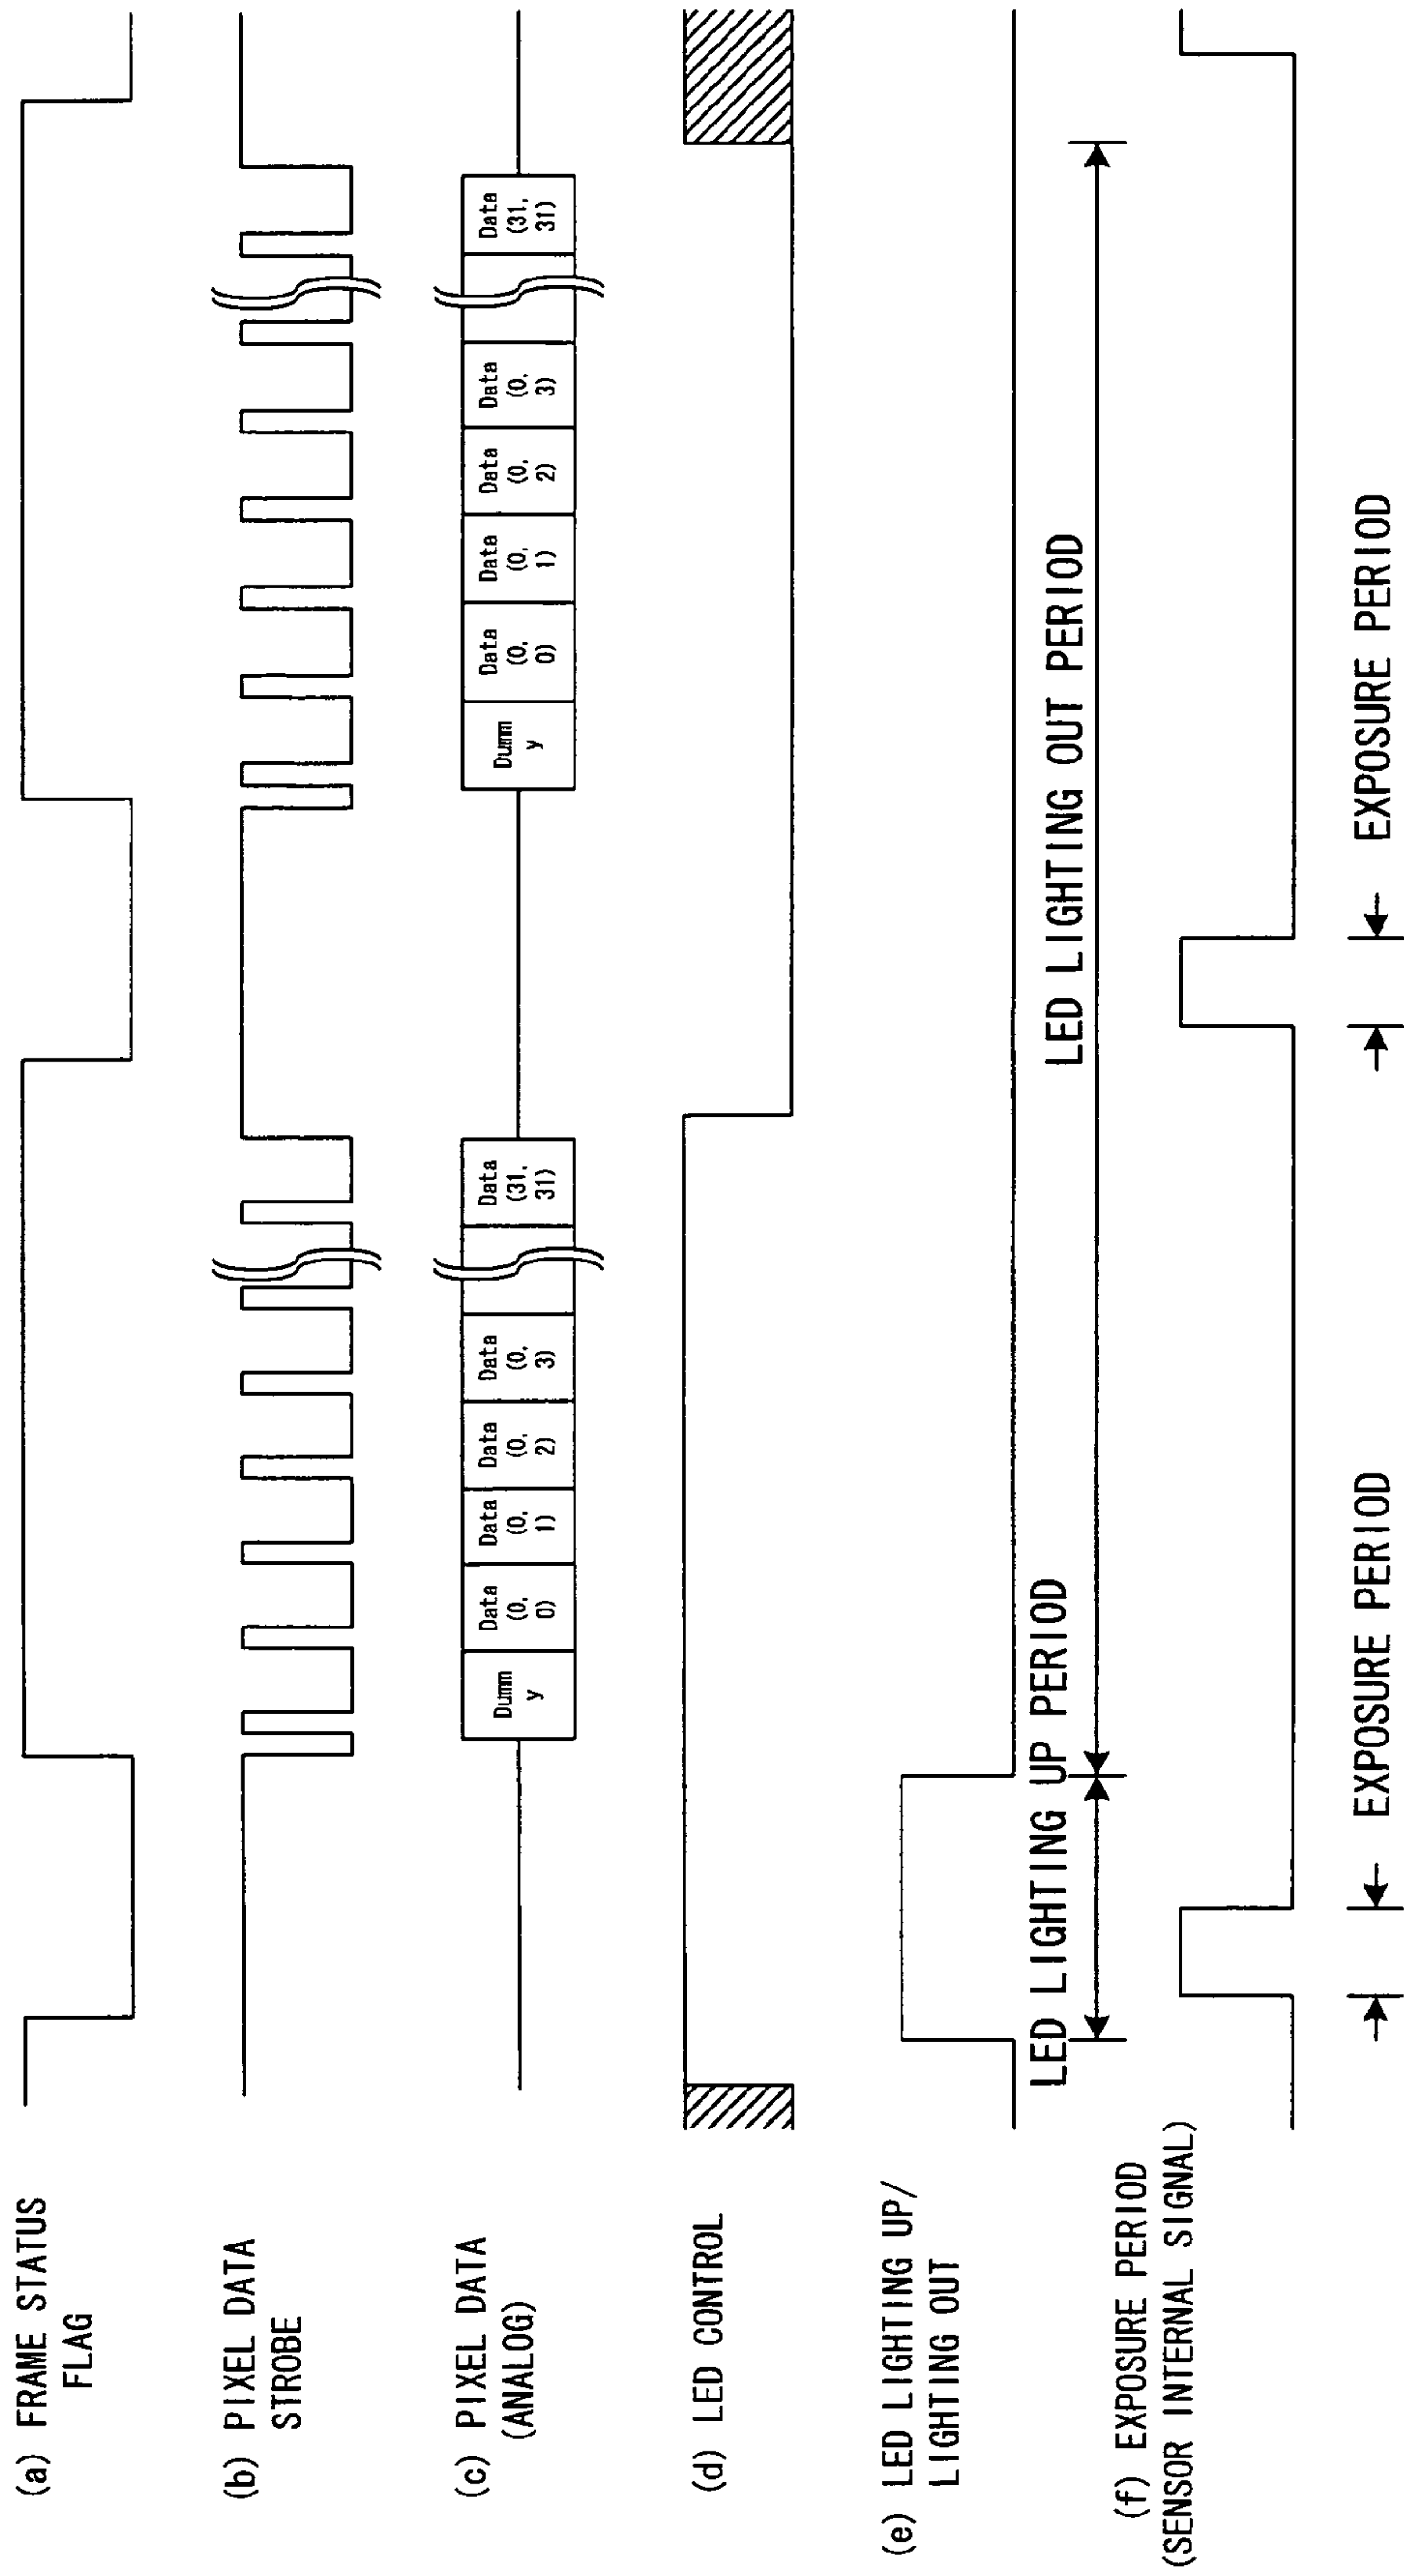 (a) FRAME STATUS
FLAG
(b) PIXEL DATA
STROBE
(c) PIXEL DATA
(ANALOG)
Dumm
y
Data
(0,
0)
Data
(0,
1)
Data
(0,
2)
Data
(0,
3)
Data
(31,
31)
Dumm
y
Data
(0,
0)
Data
(0,
1)
Data
(0,
2)
Data
(0,
3)
Data
(31,
31)
(d) LED CONTROL
(e) LED LIGHTING UP/
LIGHTING OUT
LED LIGHTING UP PERIOD
LED LIGHTING OUT PERIOD
(f) EXPOSURE PERIOD
(SENSOR INTERNAL SIGNAL)
EXPOSURE PERIOD
EXPOSURE PERIOD